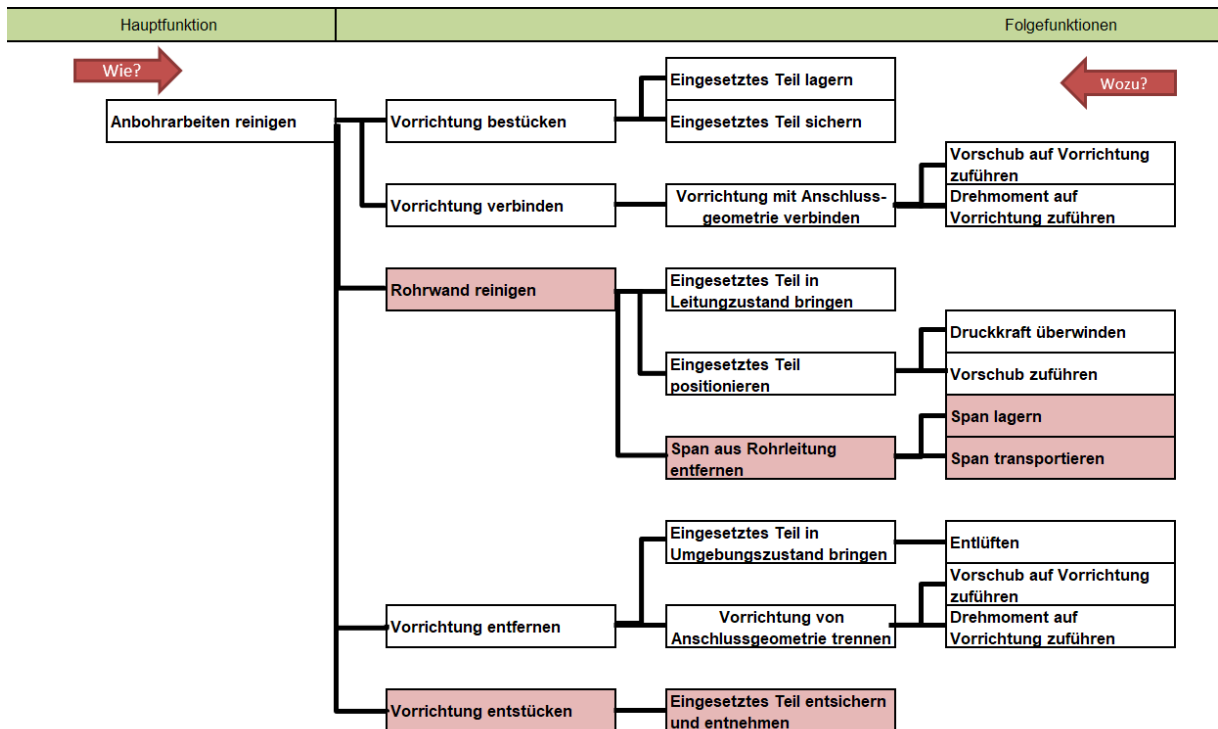 Hauptfunktion
Folgefunktionen
Wie?
Wozu?
Anbohrarbeiten reinigen
Vorrichtung bestücken
Eingesetztes Teil lagern
Eingesetztes Teil sichern
Vorrichtung verbinden
Vorrichtung mit Anschluss-
geometrie verbinden
Vorschub auf Vorrichtung
zuführen
Drehmoment auf
Vorrichtung zuführen
Rohrwand reinigen
Eingesetztes Teil in
Leitungzustand bringen
Eingesetztes Teil
positionieren
Druckkraft überwinden
Vorschub zuführen
Span aus Rohrleitung
entfernen
Span lagern
Span transportieren
Vorrichtung entfernen
Eingesetztes Teil in
Umgebungszustand bringen
Entlüften
Vorrichtung von
Anschlussgeometrie trennen
Vorschub auf Vorrichtung
zuführen
Drehmoment auf
Vorrichtung zuführen
Vorrichtung entstücken
Eingesetztes Teil entsichern
und entnehmen